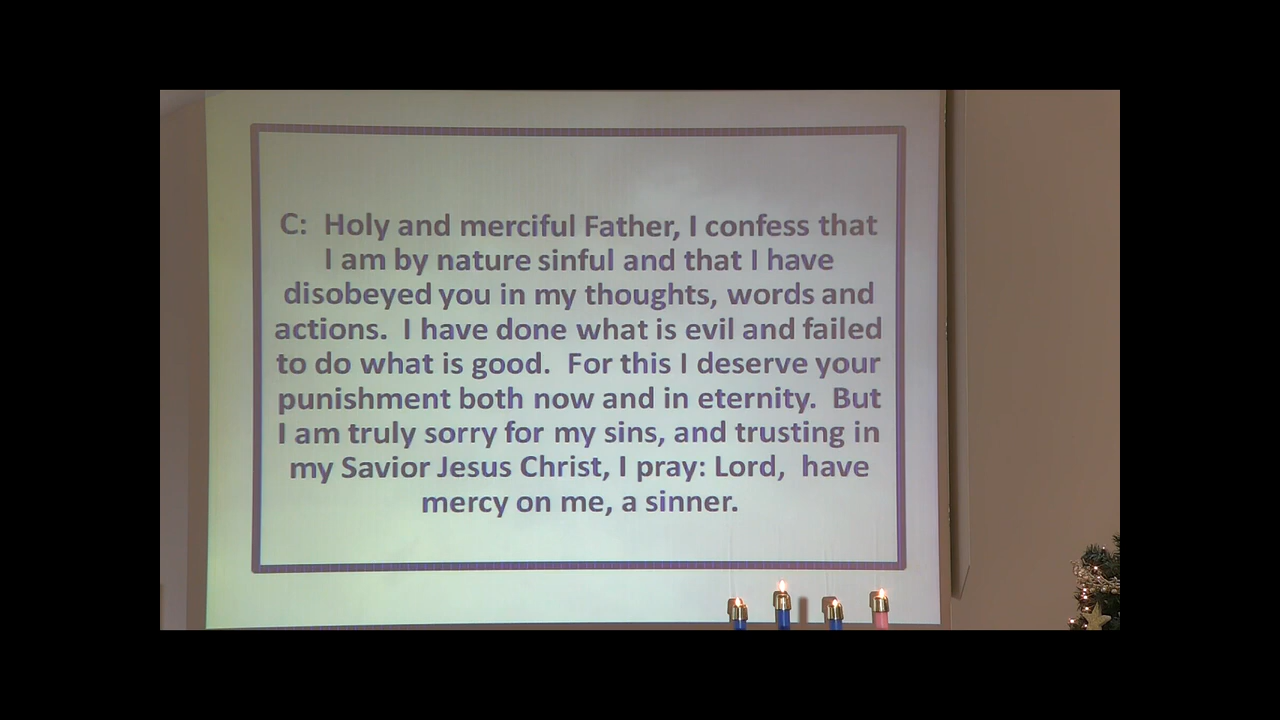 C:  Holy and merciful Father, I confess that
I am by nature sinful and that I have
disobeyed you in my thoughts, words and
actions.  I have done what is evil and failed
to do what is good.  For this I deserve your
punishment both now and in eternity.  But
I am truly sorry for my sins, and trusting in
my Savior Jesus Christ, I pray: Lord,  have
mercy on me, a sinner.